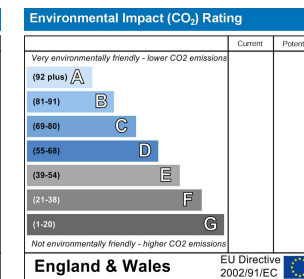 Environmental Impact (CO₂) Rating
Current Potent
Very environmentally friendly - lower CO2 emissions
(92 plus) A
(81-91) B
(69-80) C
(55-68) D
(39-54) E
(21-38) F
(1-20) G
Not environmentally friendly - higher CO2 emissions
England & Wales
EU Directive
2002/91/EC